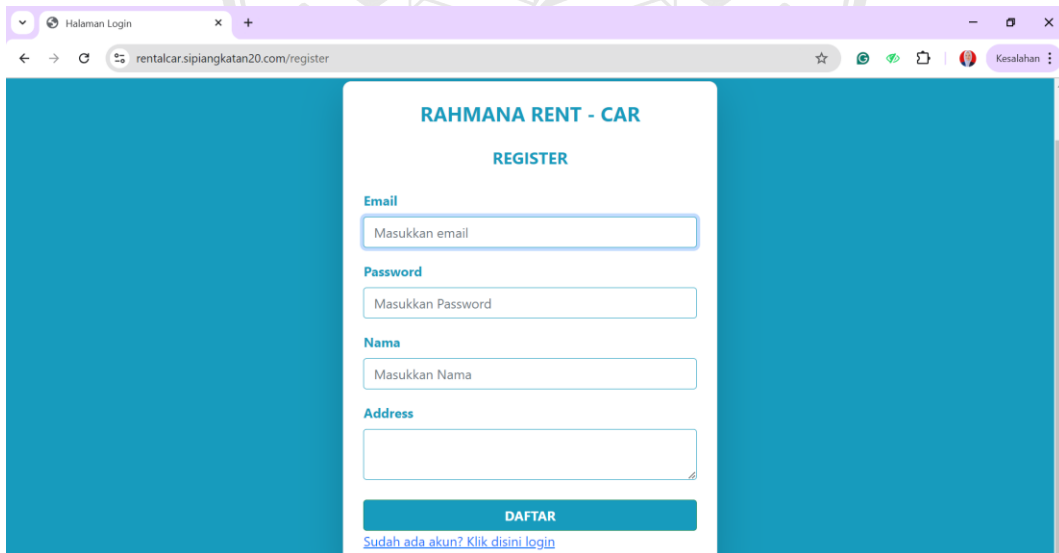 Halaman Login
rentalcar.sipiangkatan20.com/register
Kesalahan
RAHMANA RENT - CAR
REGISTER
Email
Masukkan email
Password
Masukkan Password
Nama
Masukkan Nama
Address
DAFTAR
Sudah ada akun? Klik disini login